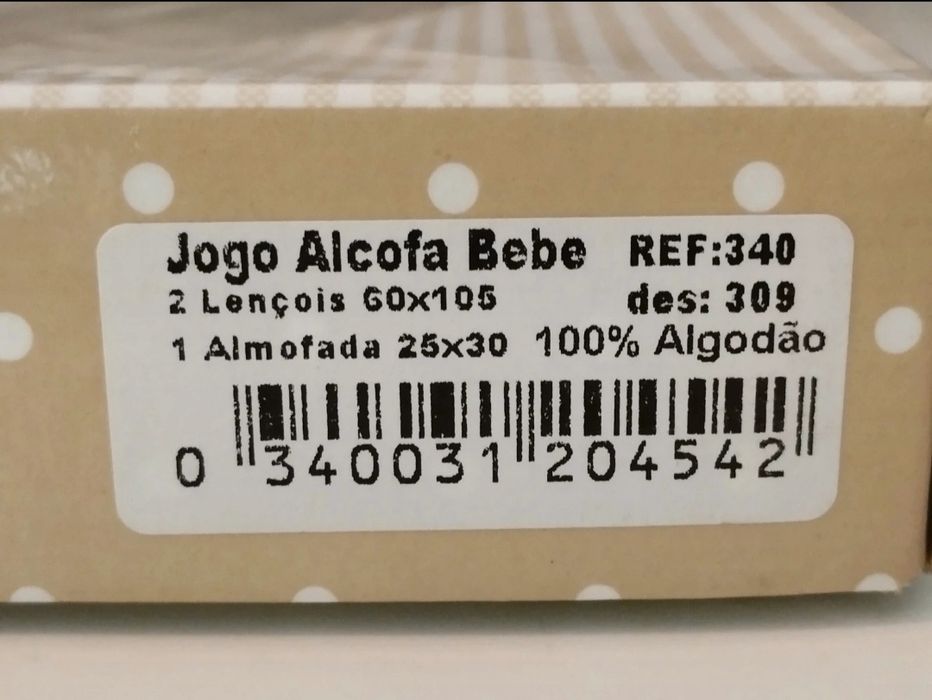 Jogo Alcofa Bebe REF:340
2 Lençois 60x105 des: 309
1 Almofada 25x30 100% Algodão
0 340031 204542